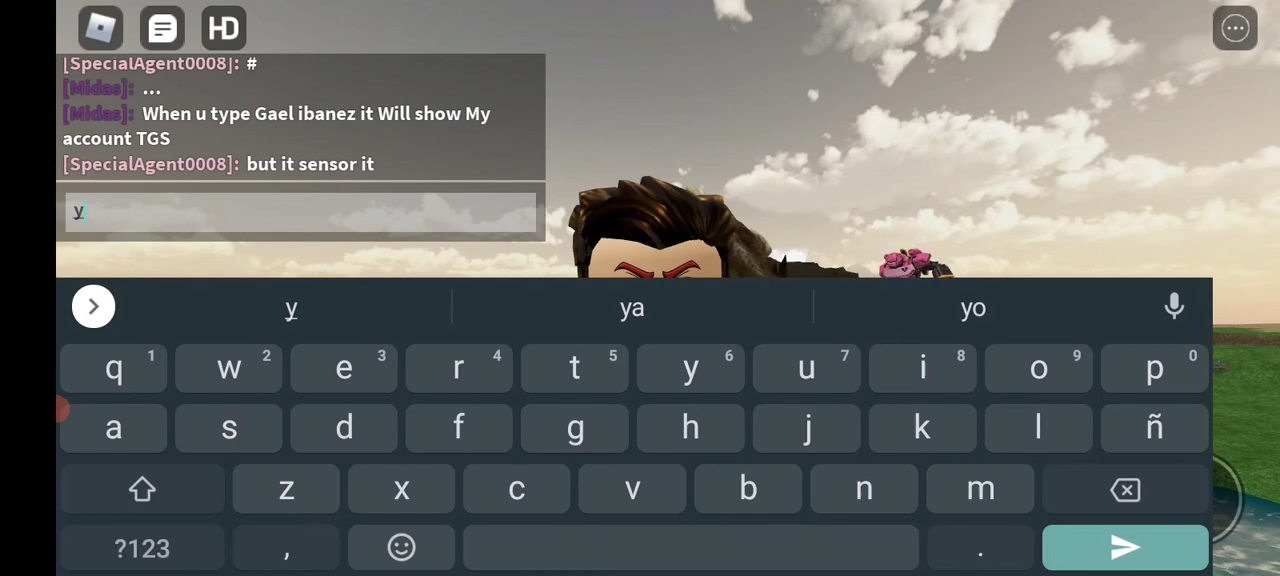 HD
[SpecialAgent0008]: #
[Midas]: ...
[Midas]: When u type Gael ibanez it Will show My
account TGS
[SpecialAgent0008]: but it sensor it
y
y ya yo
q 1 w 2 e 3 r 4 t 5 y 6 u 7 i 8 o 9 p 0
a s d f g h j k l ñ
z x c v b n m
?123 , .